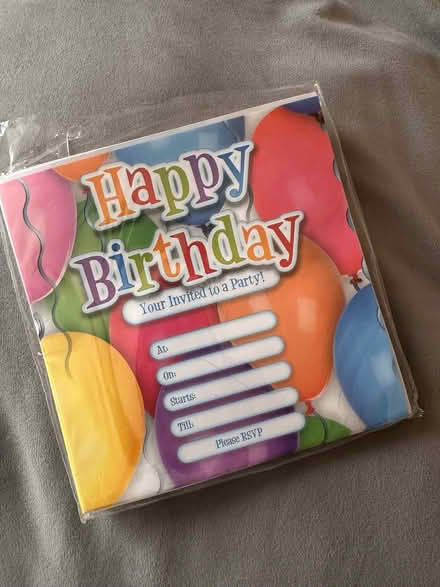 Happy
Birthday
Your Invited to a Party!
At:
On:
Starts:
Till:
Please RSVP